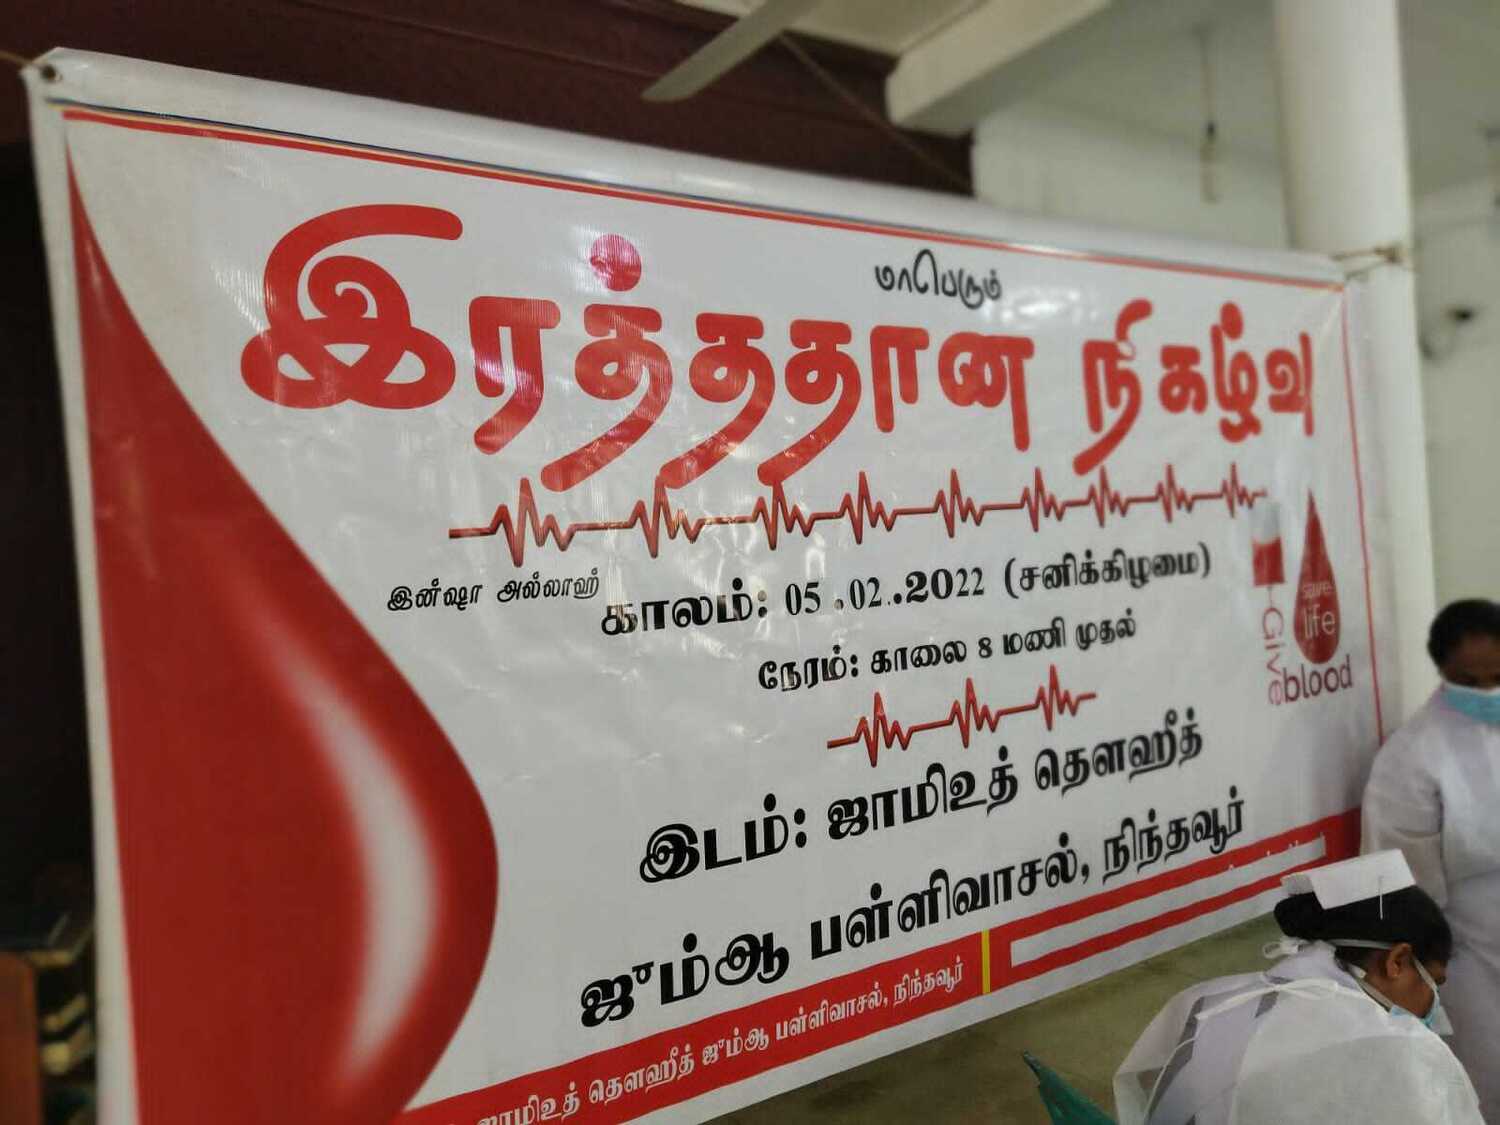 மாபெரும்
இரத்ததான நிகழ்வு
இன்ஷா அல்லாஹ்
காலம்: 05.02..2022 (சனிக்கிழமை)
நேரம்: காலை 8 மணி முதல்
save
life
Give
blood
இடம்: ஜாமிஉத் தௌஹீத்
ஜும்ஆ பள்ளிவாசல், நிந்தவூர்
ஜாமிஉத் தௌஹீத் ஜும்ஆ பள்ளிவாசல், நிந்தவூர்